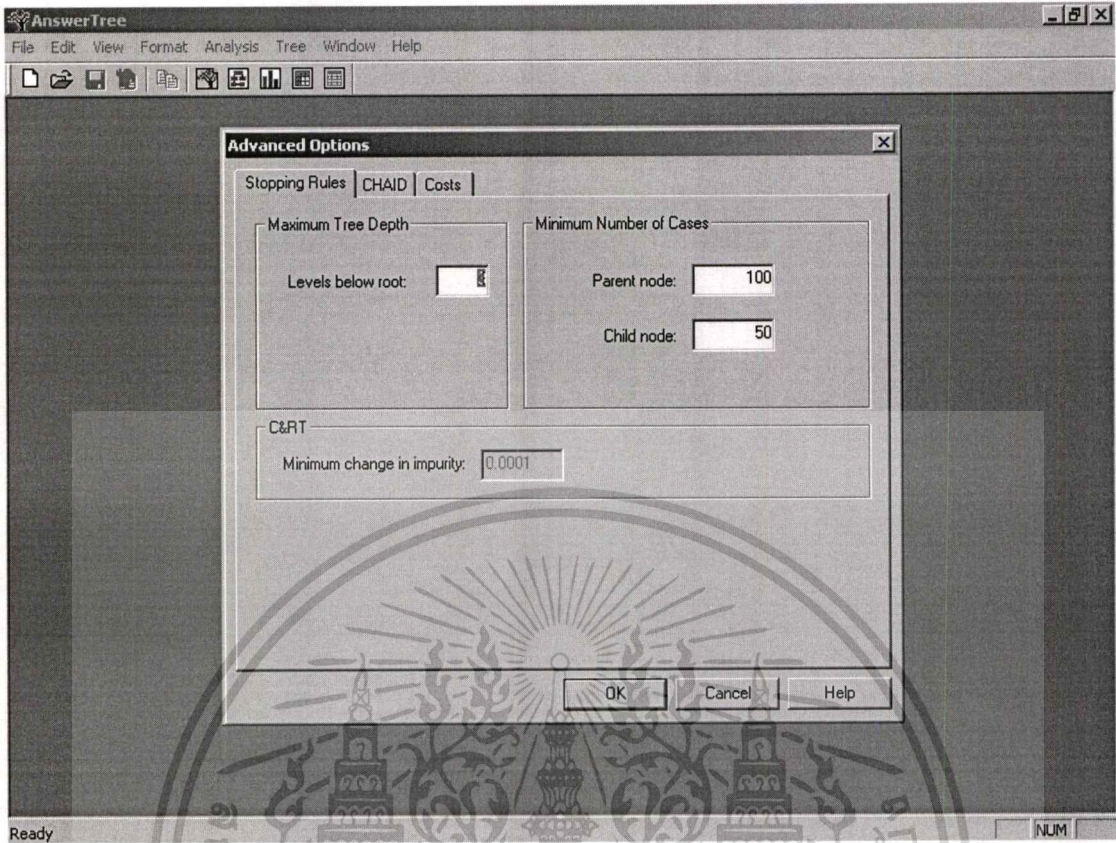 AnswerTree
File Edit View Format Analysis Tree Window Help
Advanced Options
Stopping Rules CHAID Costs
Maximum Tree Depth
Minimum Number of Cases
Levels below root:
Parent node: 100
Child node: 50
C&RT
Minimum change in impurity: 0.0001
OK Cancel Help
Ready NUM